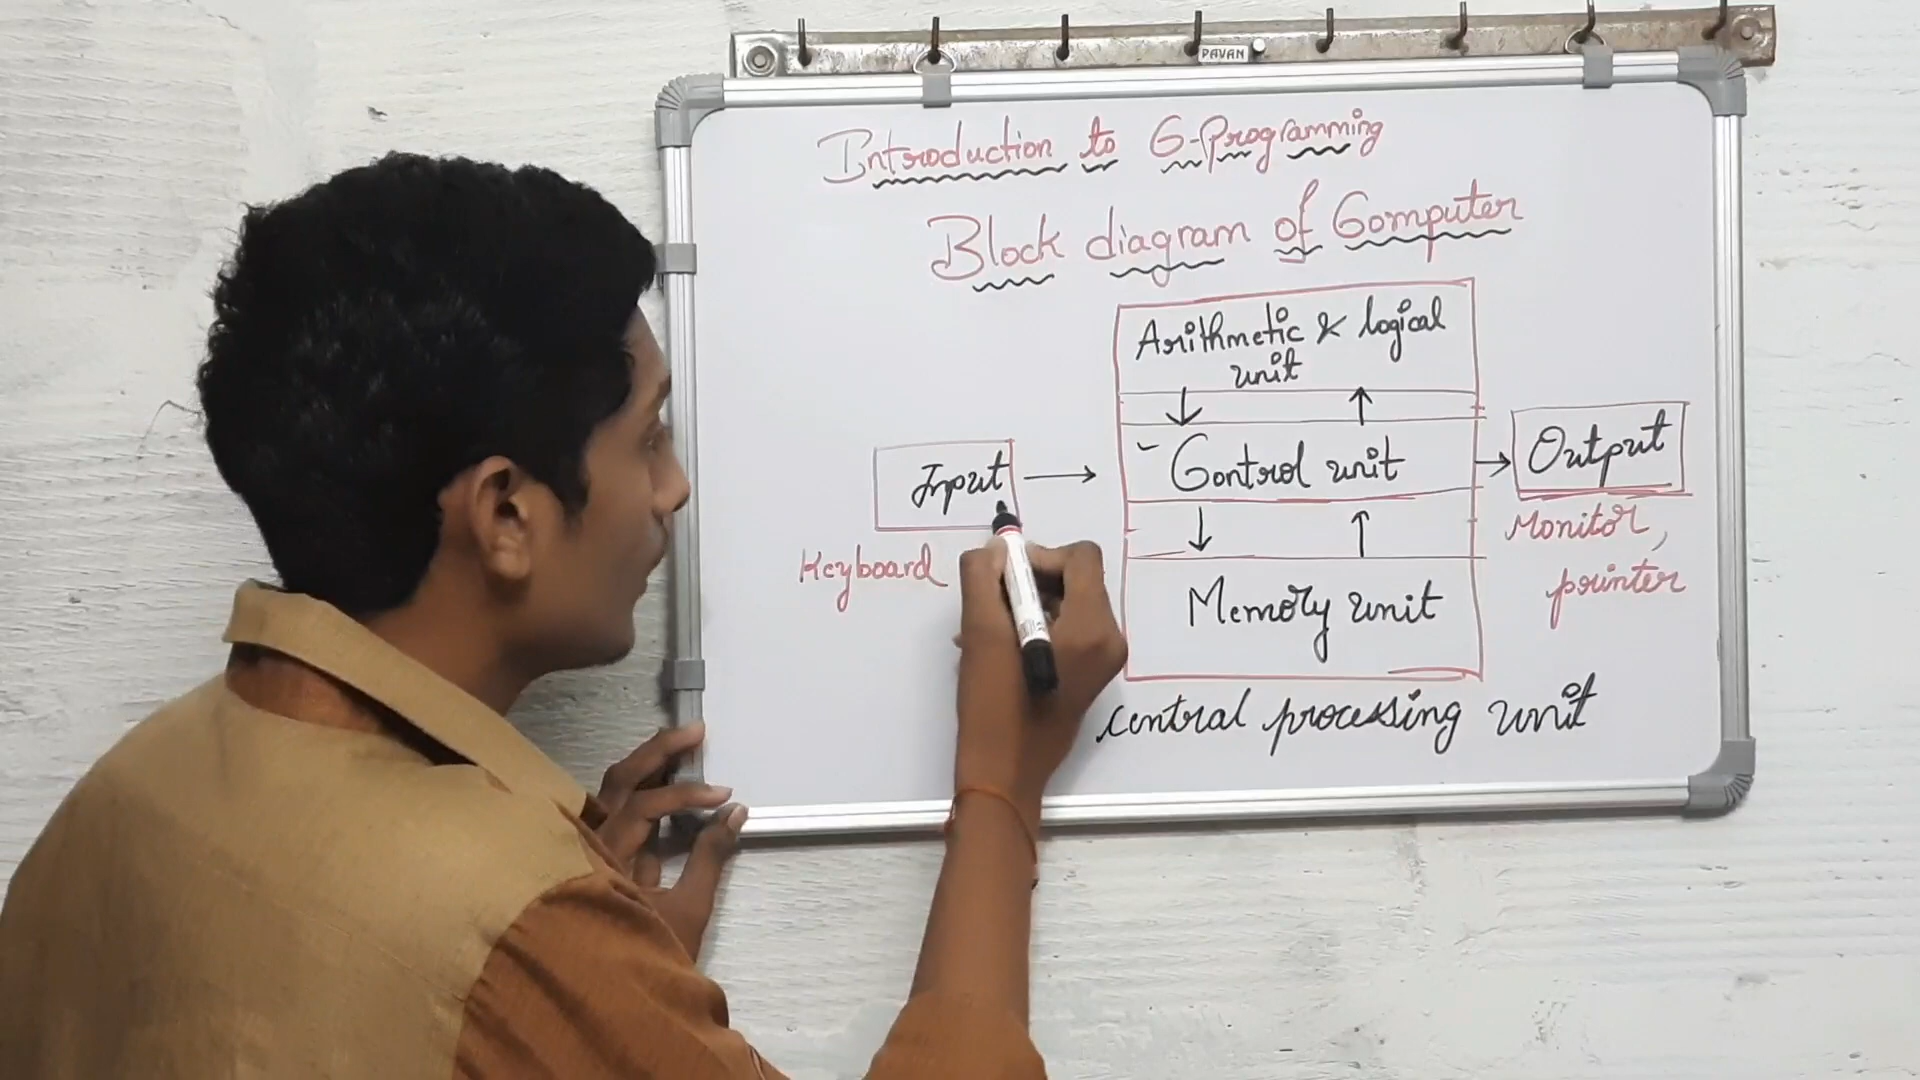 PAVAN
Introduction to C-Programming
Block diagram of Computer
Arithmetic & logical
unit
Input
Control unit
Output
Keyboard
Monitor,
printer
Memory unit
central processing unit